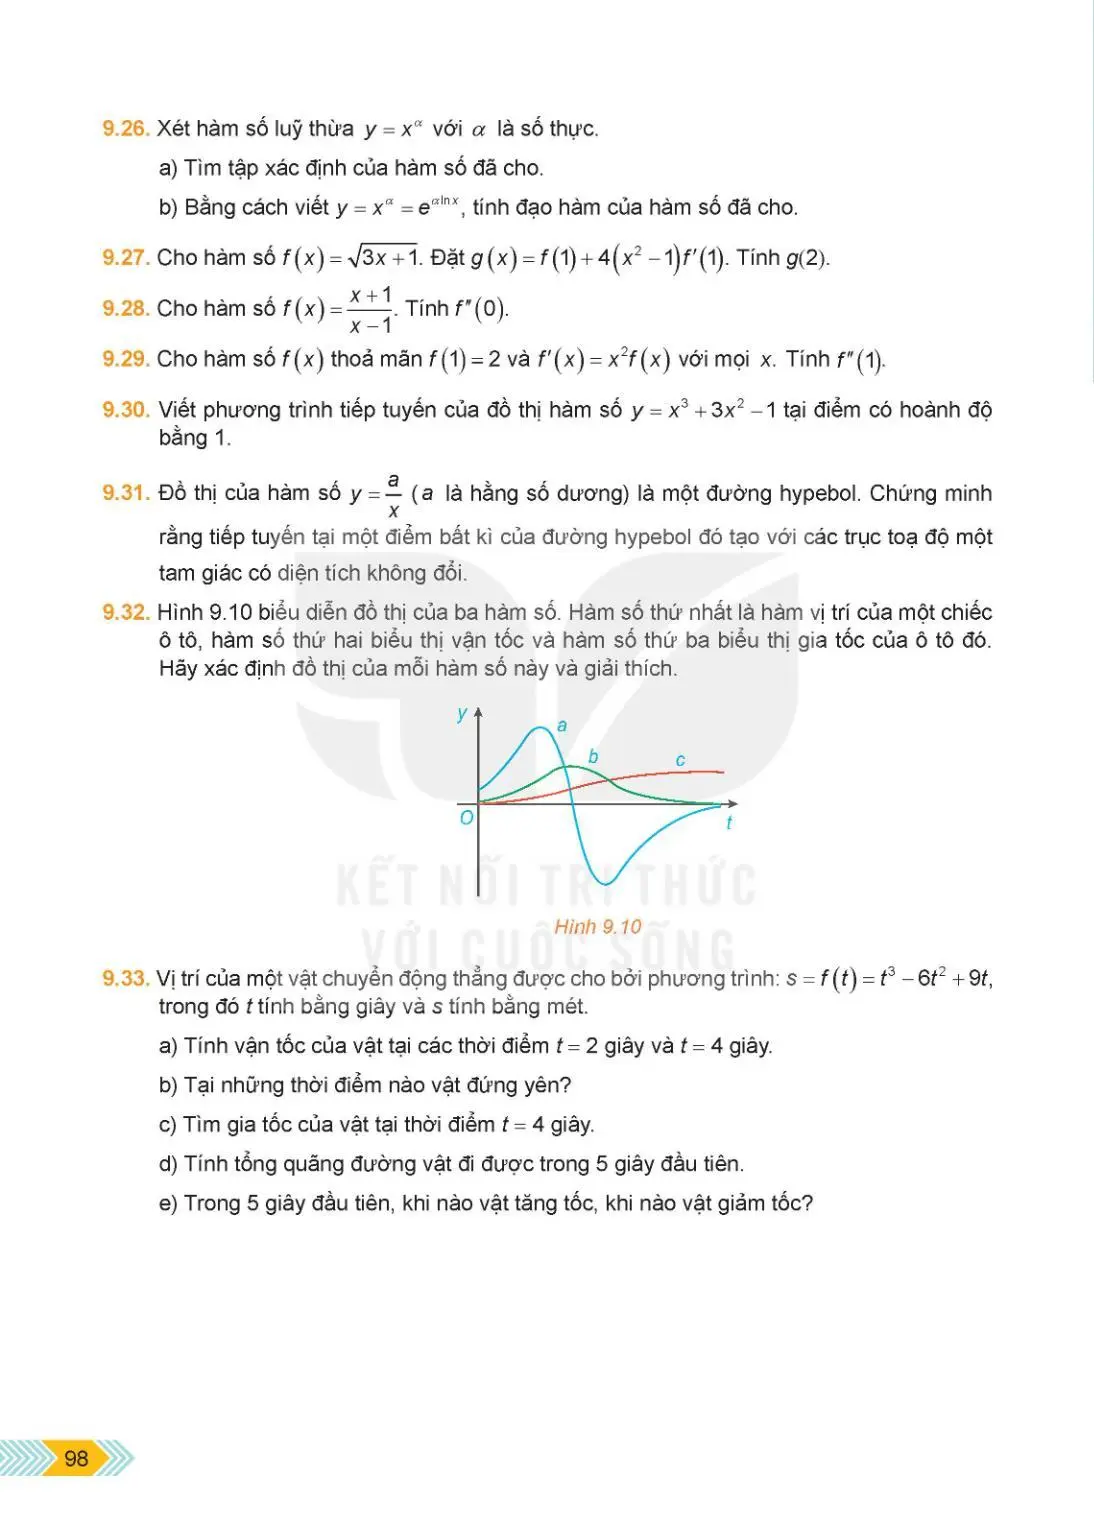 9.26. Xét hàm số luỹ thừa y = x^α với α là số thực.
a) Tìm tập xác định của hàm số đã cho.
b) Bằng cách viết y = x^α = e^(αlnx), tính đạo hàm của hàm số đã cho.
9.27. Cho hàm số f(x) = √(3x + 1). Đặt g(x) = f(1) + 4(x² – 1)f′(1). Tính g(2).
9.28. Cho hàm số f(x) = (x + 1)/(x – 1). Tính f″(0).
9.29. Cho hàm số f(x) thoả mãn f(1) = 2 và f′(x) = x²f(x) với mọi x. Tính f″(1).
9.30. Viết phương trình tiếp tuyến của đồ thị hàm số y = x³ + 3x² – 1 tại điểm có hoành độ
bằng 1.
9.31. Đồ thị của hàm số y = a/x (a là hằng số dương) là một đường hypebol. Chứng minh
rằng tiếp tuyến tại một điểm bất kì của đường hypebol đó tạo với các trục toạ độ một
tam giác có diện tích không đổi.
9.32. Hình 9.10 biểu diễn đồ thị của ba hàm số. Hàm số thứ nhất là hàm vị trí của một chiếc
ô tô, hàm số thứ hai biểu thị vận tốc và hàm số thứ ba biểu thị gia tốc của ô tô đó.
Hãy xác định đồ thị của mỗi hàm số này và giải thích.
y
a
b
c
O
t
KẾT NỐI TRI THỨC
Hình 9.10
VỚI CUỘC SỐNG
9.33. Vị trí của một vật chuyển động thẳng được cho bởi phương trình: s = f(t) = t³ – 6t² + 9t,
trong đó t tính bằng giây và s tính bằng mét.
a) Tính vận tốc của vật tại các thời điểm t = 2 giây và t = 4 giây.
b) Tại những thời điểm nào vật đứng yên?
c) Tìm gia tốc của vật tại thời điểm t = 4 giây.
d) Tính tổng quãng đường vật đi được trong 5 giây đầu tiên.
e) Trong 5 giây đầu tiên, khi nào vật tăng tốc, khi nào vật giảm tốc?
98